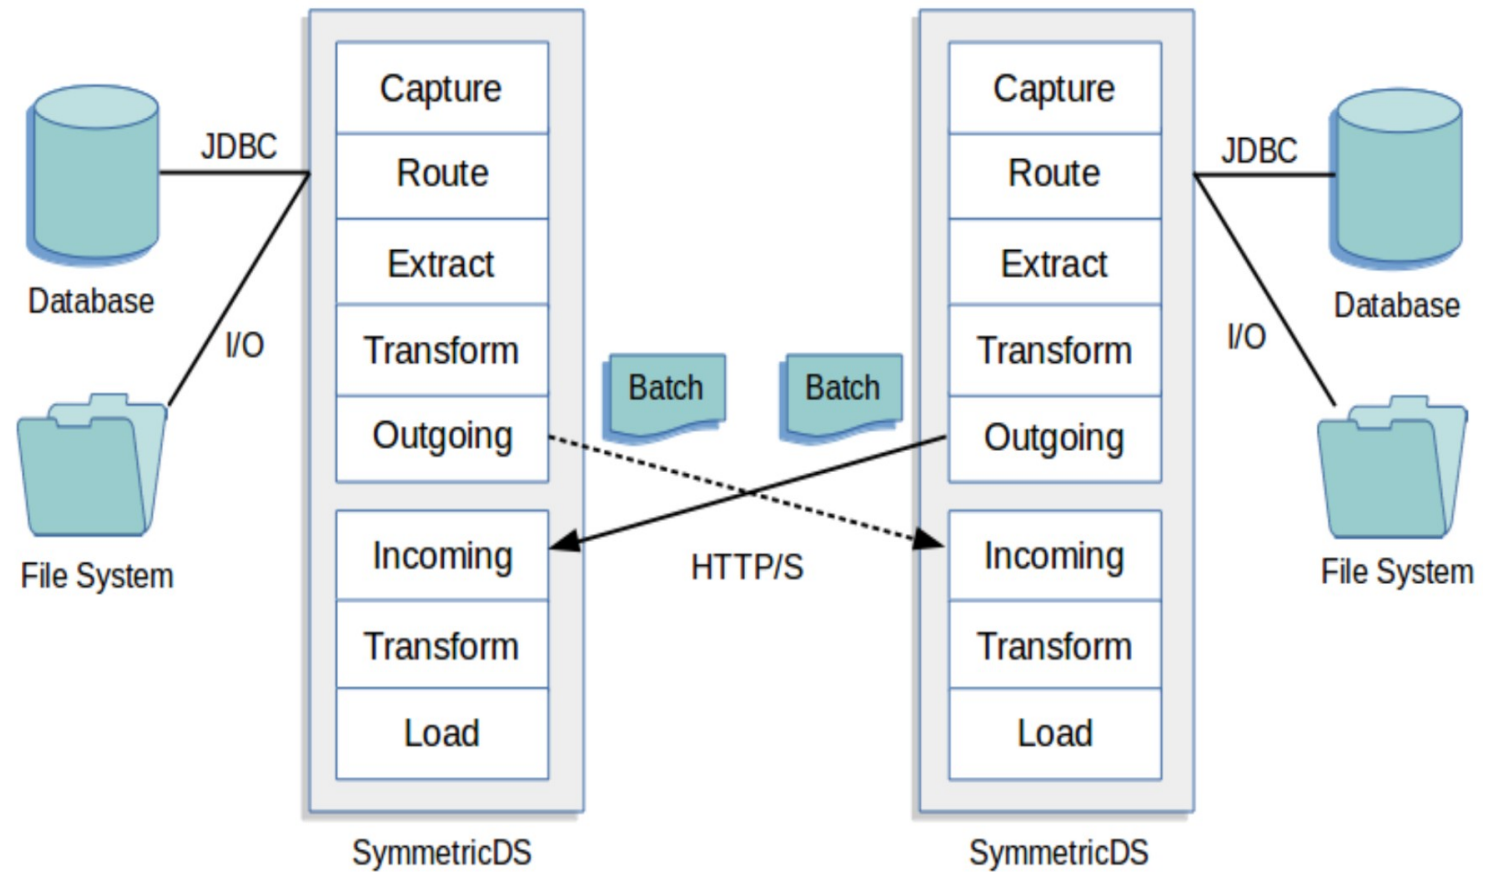 JDBC
Database
I/O
File System
Capture
Route
Extract
Transform
Outgoing
Incoming
Transform
Load
SymmetricDS
Batch
Batch
HTTP/S
Capture
Route
Extract
Transform
Outgoing
Incoming
Transform
Load
SymmetricDS
JDBC
Database
I/O
File System